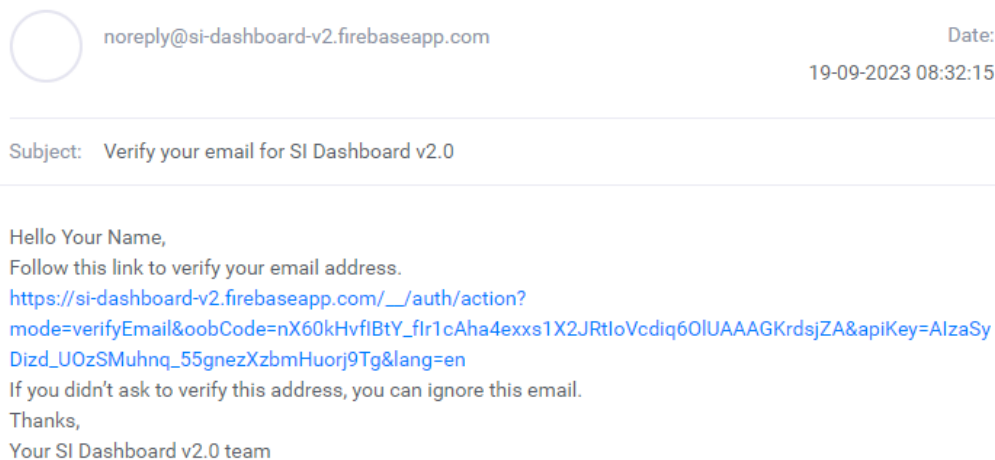 noreply@si-dashboard-v2.firebaseapp.com
Date:
19-09-2023 08:32:15
Subject: Verify your email for SI Dashboard v2.0
Hello Your Name,
Follow this link to verify your email address.
https://si-dashboard-v2.firebaseapp.com/__/auth/action?
mode=verifyEmail&oobCode=nX60kHvfIBtY_fIr1cAha4exxs1X2JRtIoVcdiq6OlUAAAGKrdsjZA&apiKey=AIzaSy
Dizd_UOzSMuhnq_55gnezXzbmHuorj9Tg&lang=en
If you didn’t ask to verify this address, you can ignore this email.
Thanks,
Your SI Dashboard v2.0 team